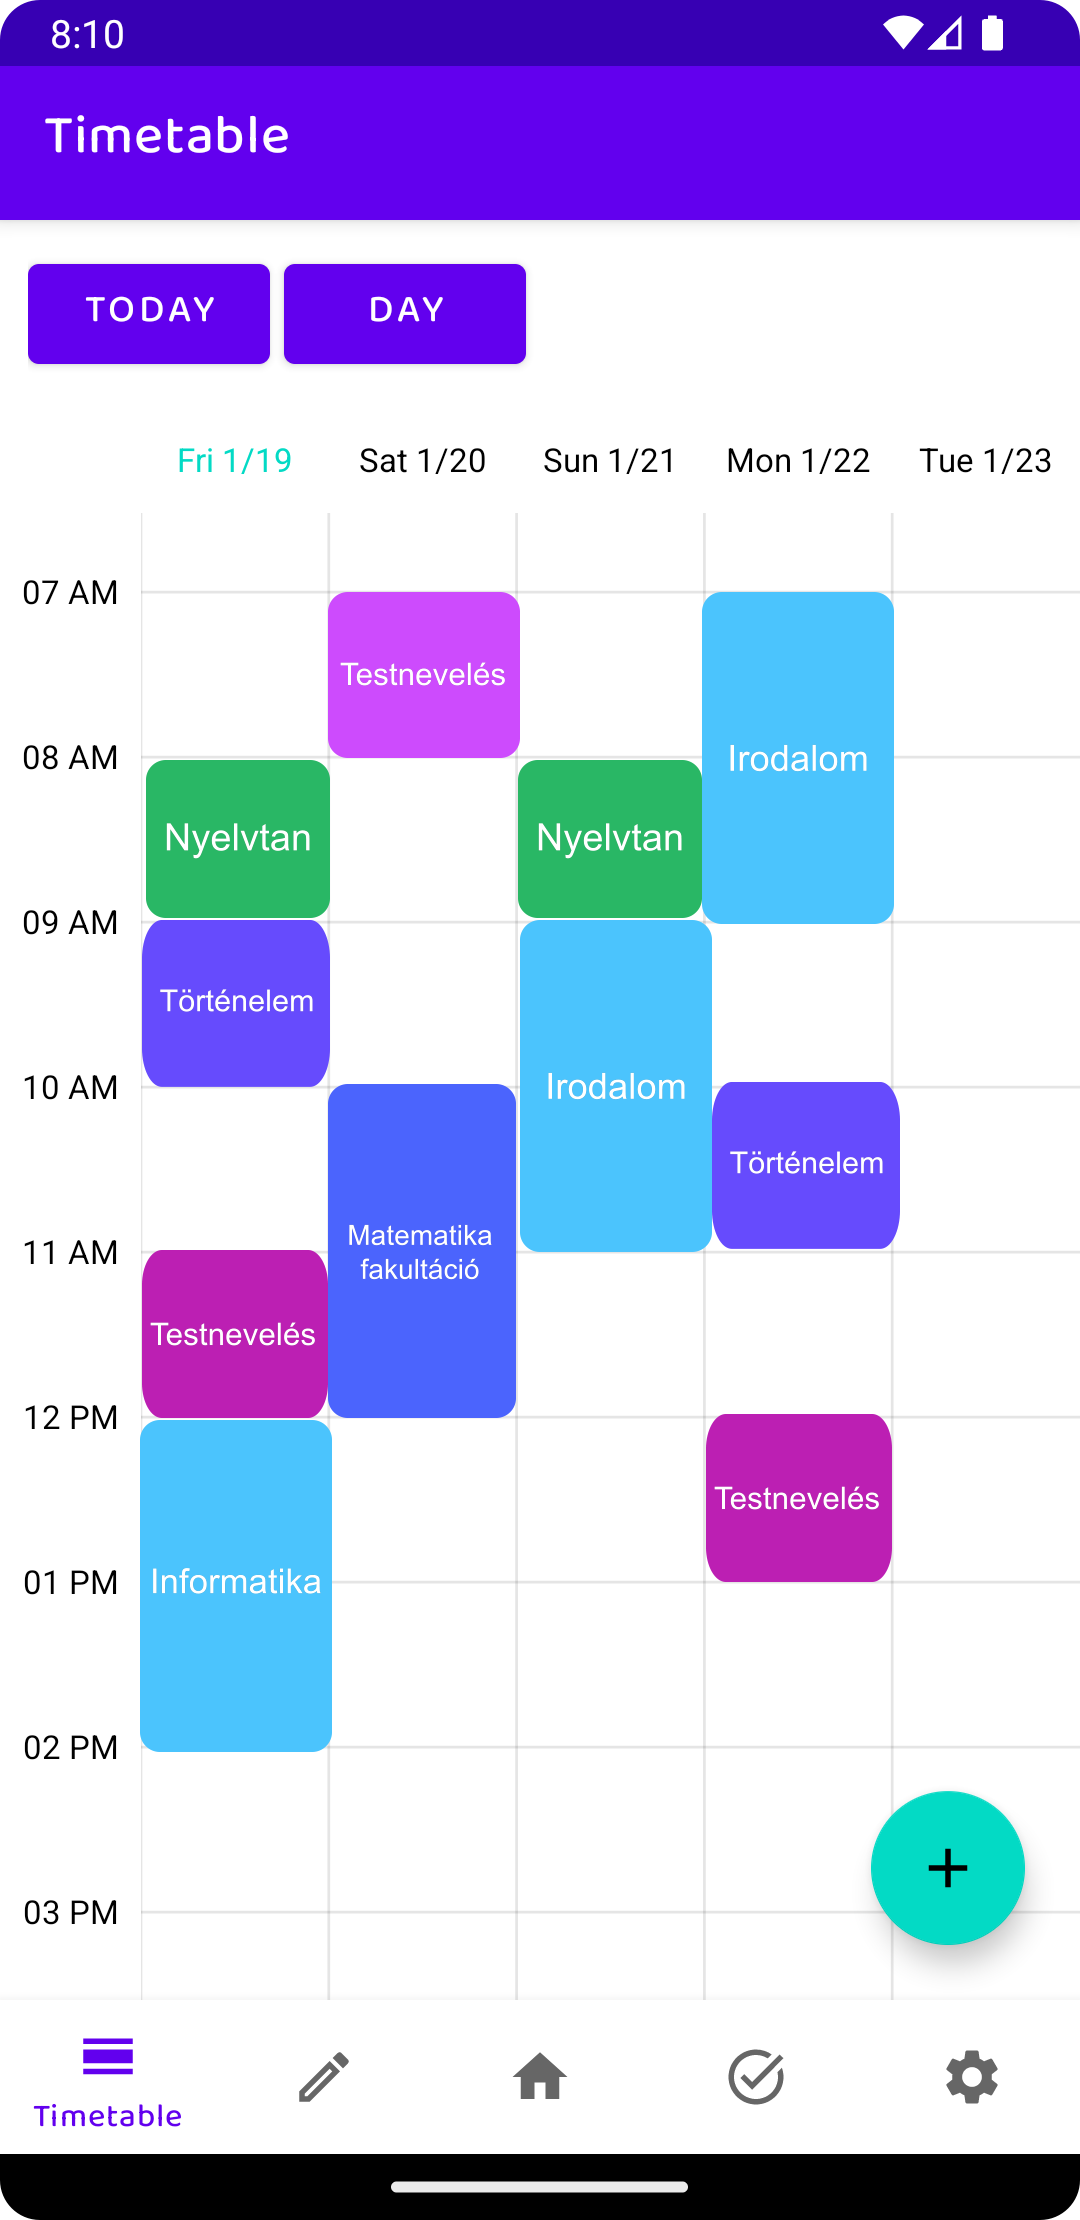 8:10
Timetable
TODAY
DAY
Fri 1/19
Sat 1/20
Sun 1/21
Mon 1/22
Tue 1/23
07 AM
Testnevelés
Irodalom
08 AM
Nyelvtan
Nyelvtan
09 AM
Történelem
Irodalom
10 AM
Történelem
Matematika
fakultáció
11 AM
Testnevelés
12 PM
Testnevelés
Informatika
01 PM
02 PM
03 PM
Timetable